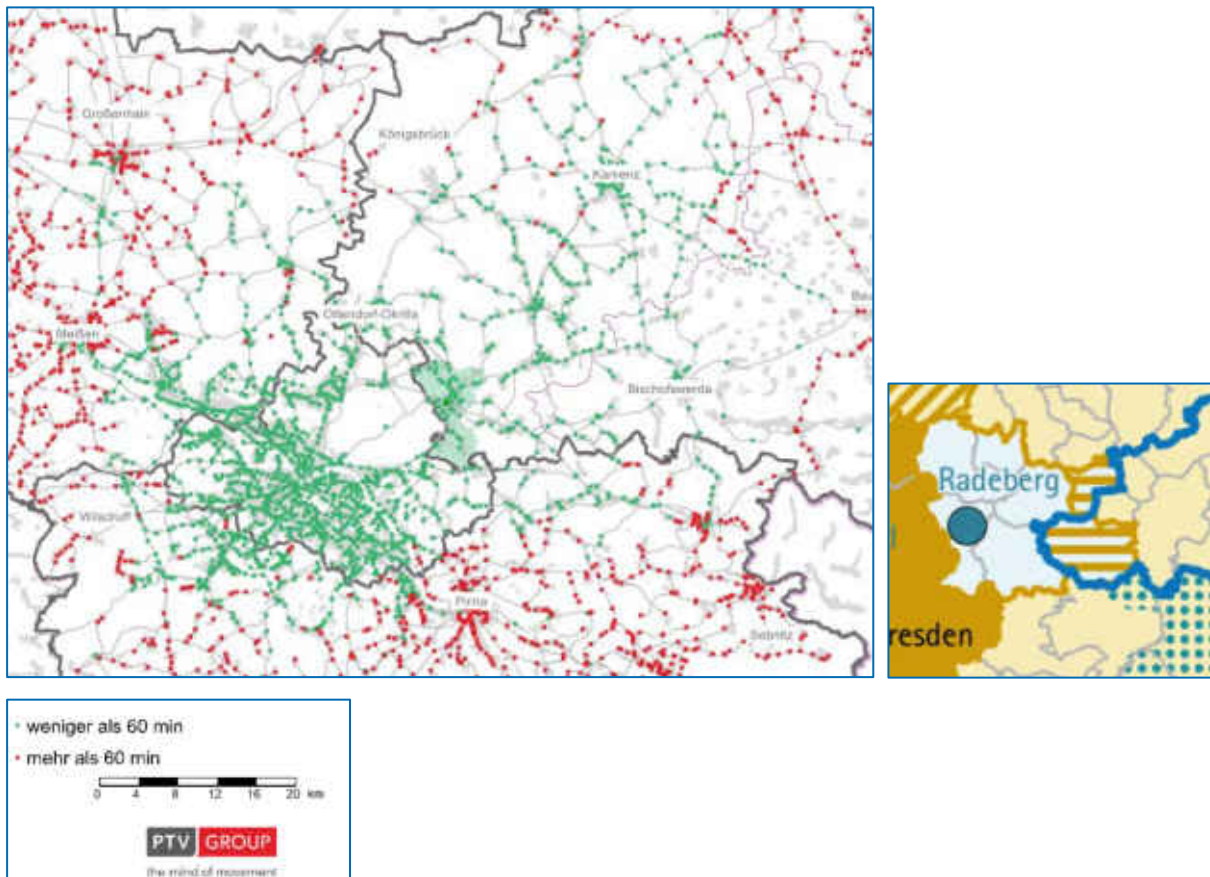 Großenhain
Königsbrück
Kamenz
Ottendorf-Okrilla
Meißen
Bischofswerda
Wilsdruff
Pirna
Sebnitz
Radeberg
resden
weniger als 60 min
mehr als 60 min
0 4 8 12 16 20 km
PTV GROUP
the mind of movement